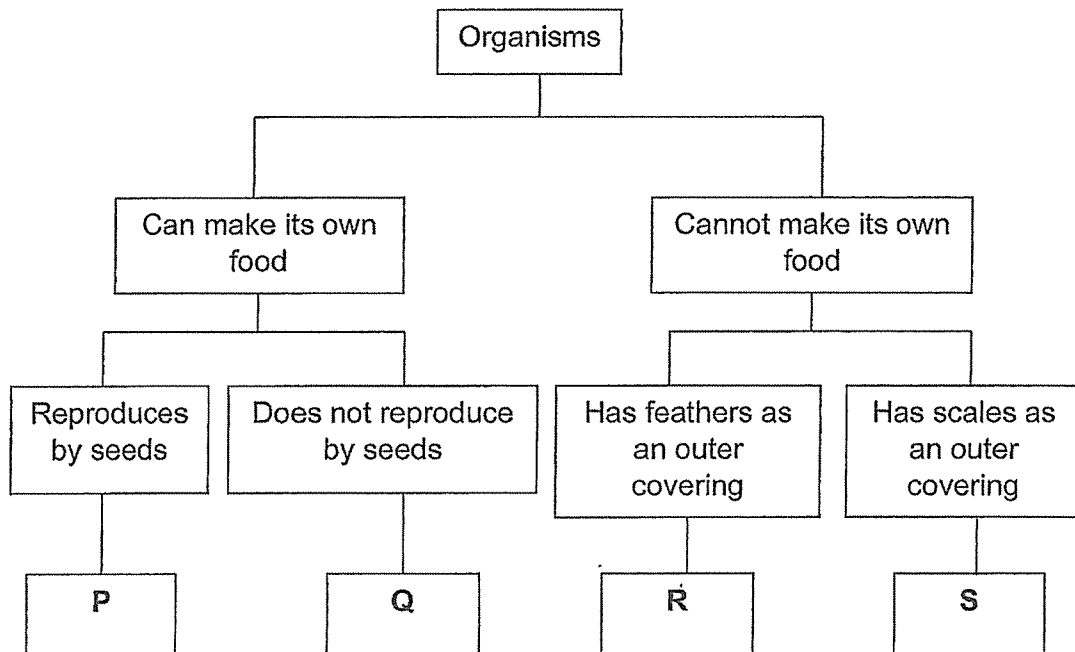 Organisms
Can make its own
food
Cannot make its own
food
Reproduces
by seeds
Does not reproduce
by seeds
Has feathers as
an outer
covering
Has scales as
an outer
covering
P
Q
R
S